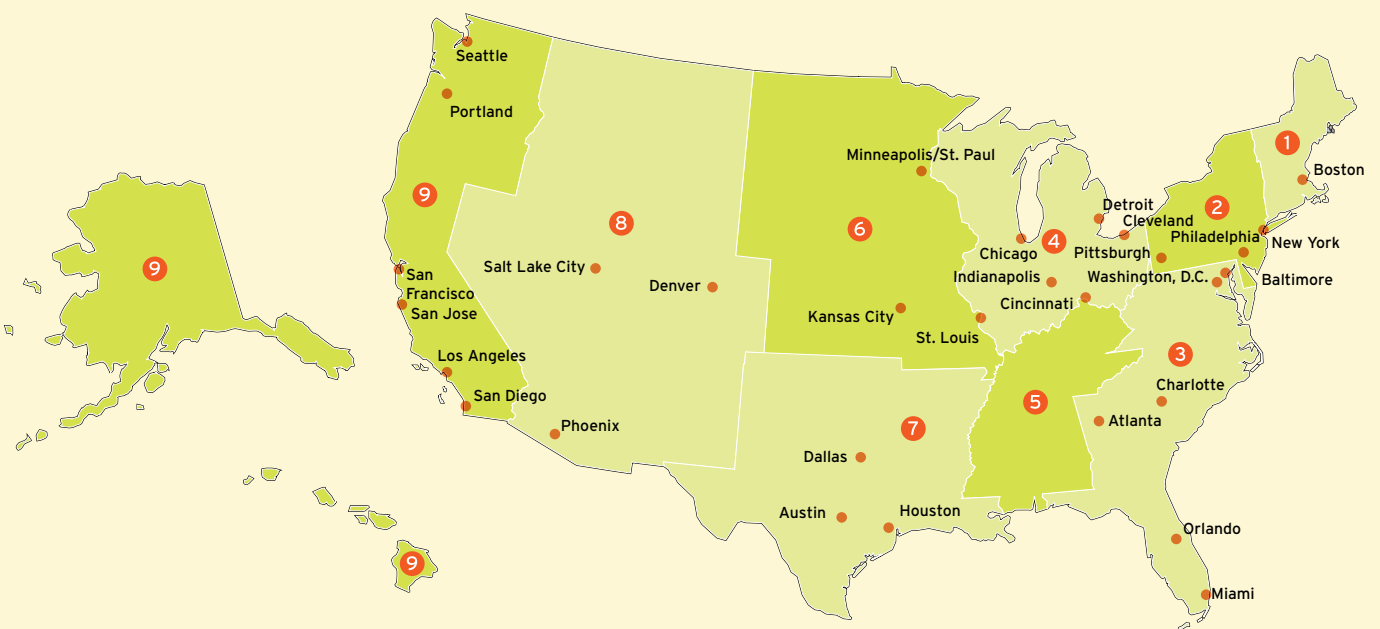 Seattle
Portland
1
Minneapolis/St. Paul
Boston
9
2
Detroit
Cleveland
8
6
Philadelphia
New York
4
Chicago
Pittsburgh
9
Salt Lake City
San
Francisco
San Jose
Denver
Indianapolis
Washington, D.C.
Baltimore
Cincinnati
Kansas City
St. Louis
Los Angeles
3
Charlotte
San Diego
5
Phoenix
7
Atlanta
Dallas
Austin
Houston
Orlando
9
Miami